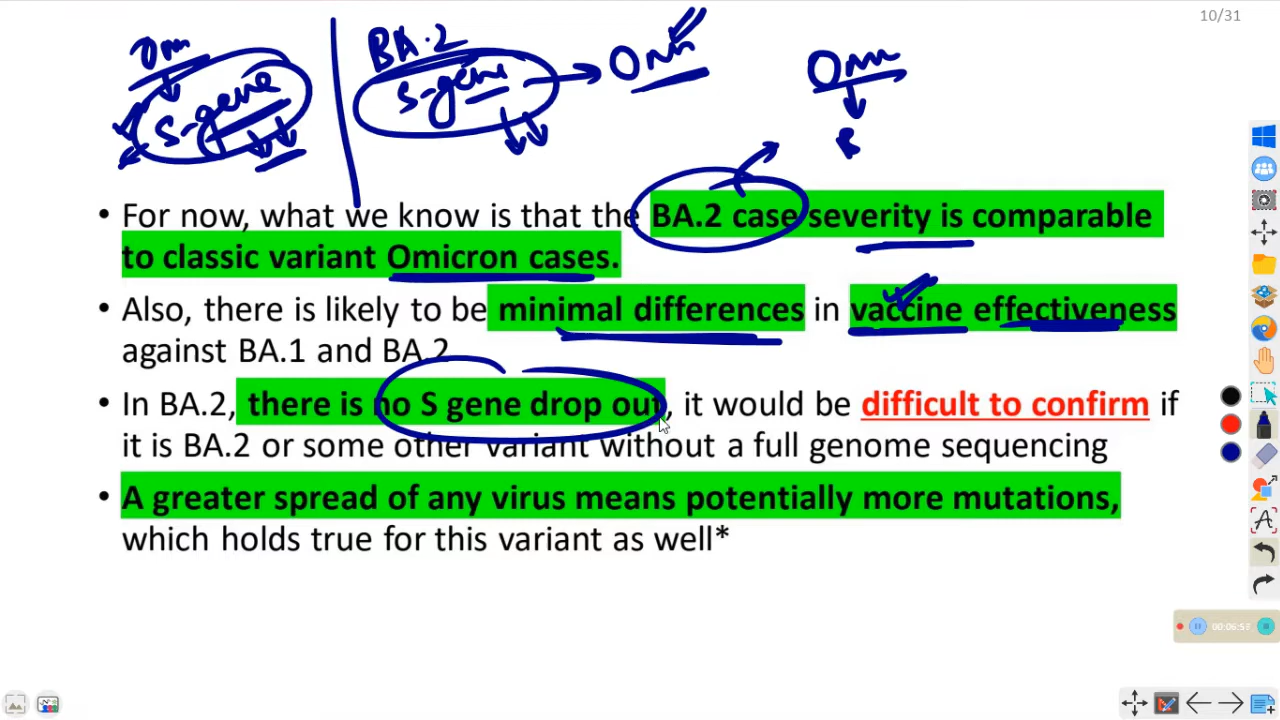 10/31
Om
S-gene
BA.2
S-gene
Om
Om
B
• For now, what we know is that the BA.2 case severity is comparable
to classic variant Omicron cases.
• Also, there is likely to be minimal differences in vaccine effectiveness
against BA.1 and BA.2
• In BA.2, there is no S gene drop out, it would be difficult to confirm if
it is BA.2 or some other variant without a full genome sequencing
• A greater spread of any virus means potentially more mutations,
which holds true for this variant as well*